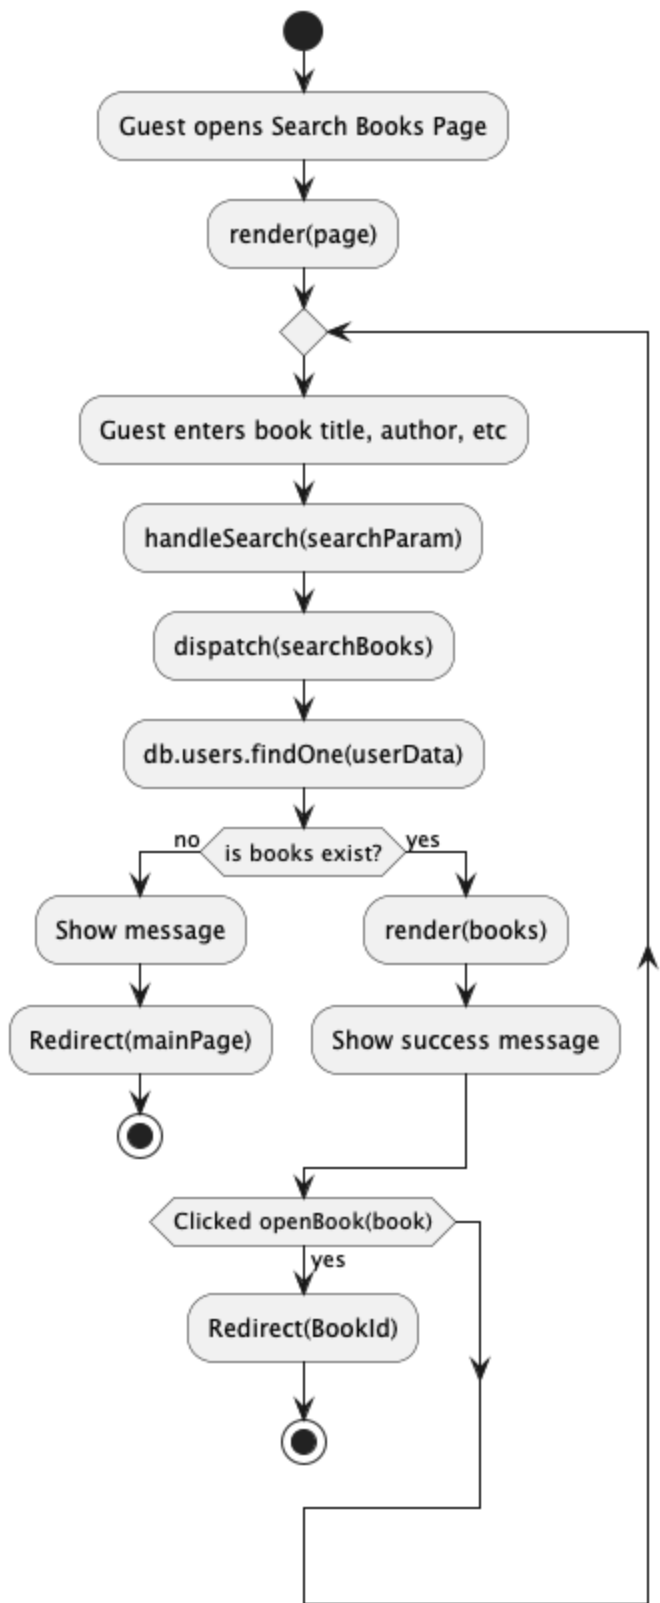 Guest opens Search Books Page
render(page)
Guest enters book title, author, etc
handleSearch(searchParam)
dispatch(searchBooks)
db.users.findOne(userData)
no
is books exist?
yes
Show message
render(books)
Redirect(mainPage)
Show success message
Clicked openBook(book)
yes
Redirect(BookId)